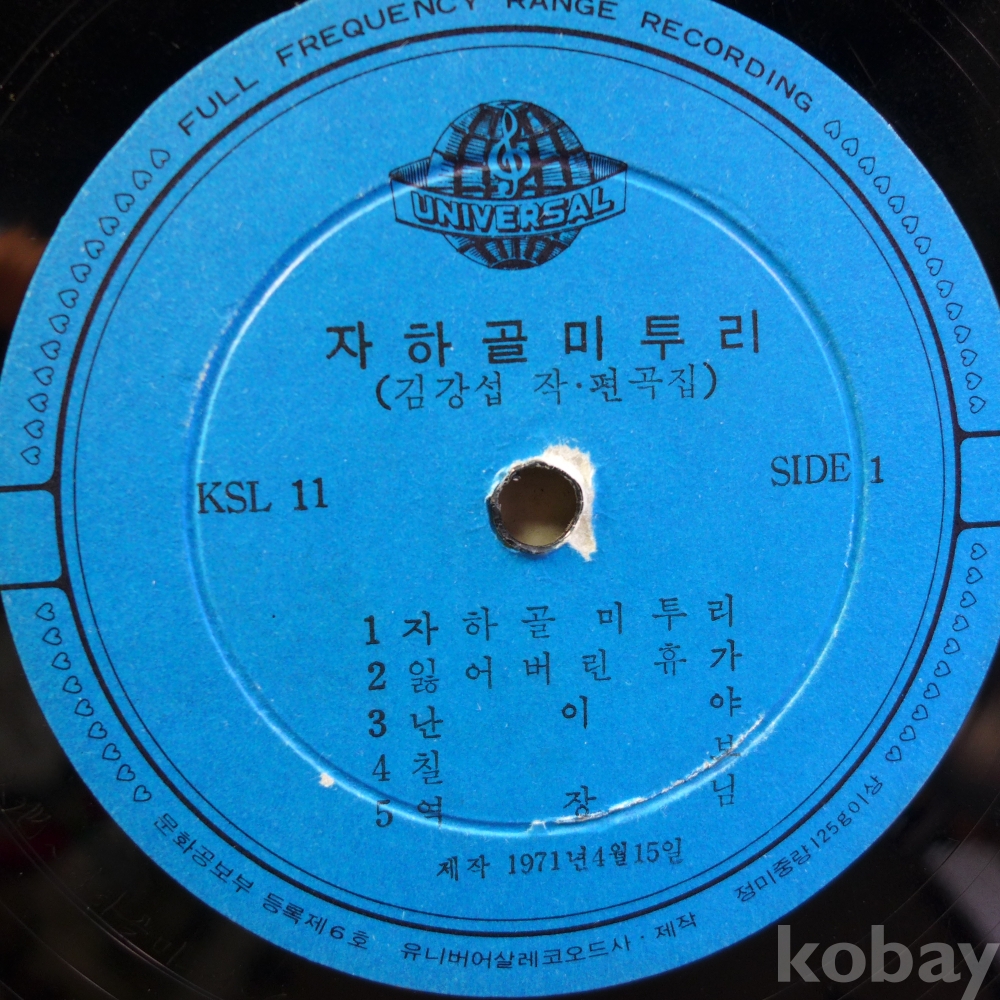 FULL FREQUENCY RANGE RECORDING
UNIVERSAL
자하골미투리
(김강섭 작·편곡집)
KSL 11
SIDE 1
1 자하골 미투리
2 잃어버린 휴가
3 난이야
4 칠보
5 역장님
제작 1971년4월15일
문화공보부 등록제6호 유니버어살레코오드사·제작 정미중량125g이상
kobay